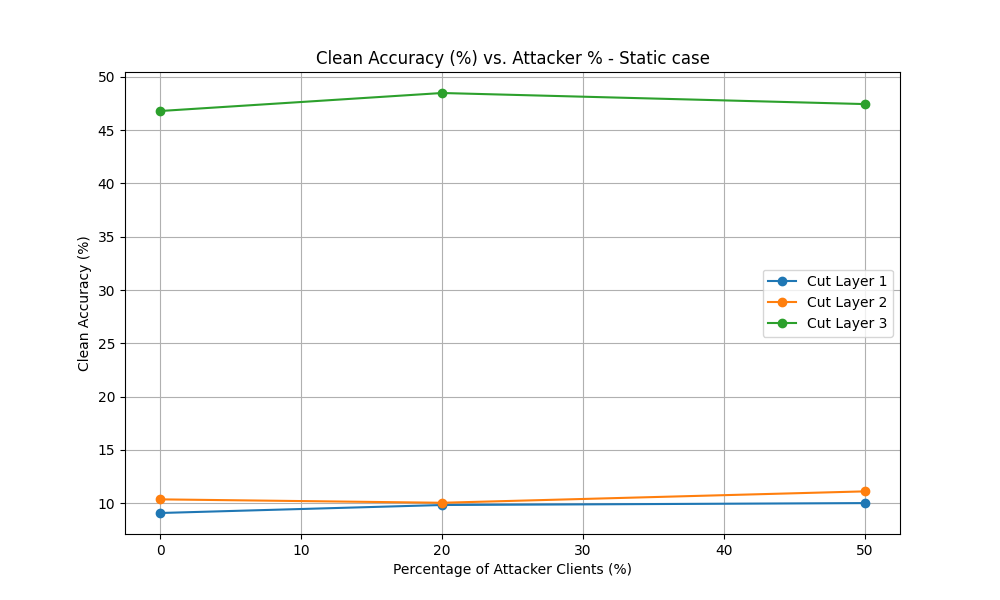 Clean Accuracy (%) vs. Attacker % - Static case
Clean Accuracy (%)
50
45
40
35
30
25
20
15
10
Cut Layer 1
Cut Layer 2
Cut Layer 3
0 10 20 30 40 50
Percentage of Attacker Clients (%)